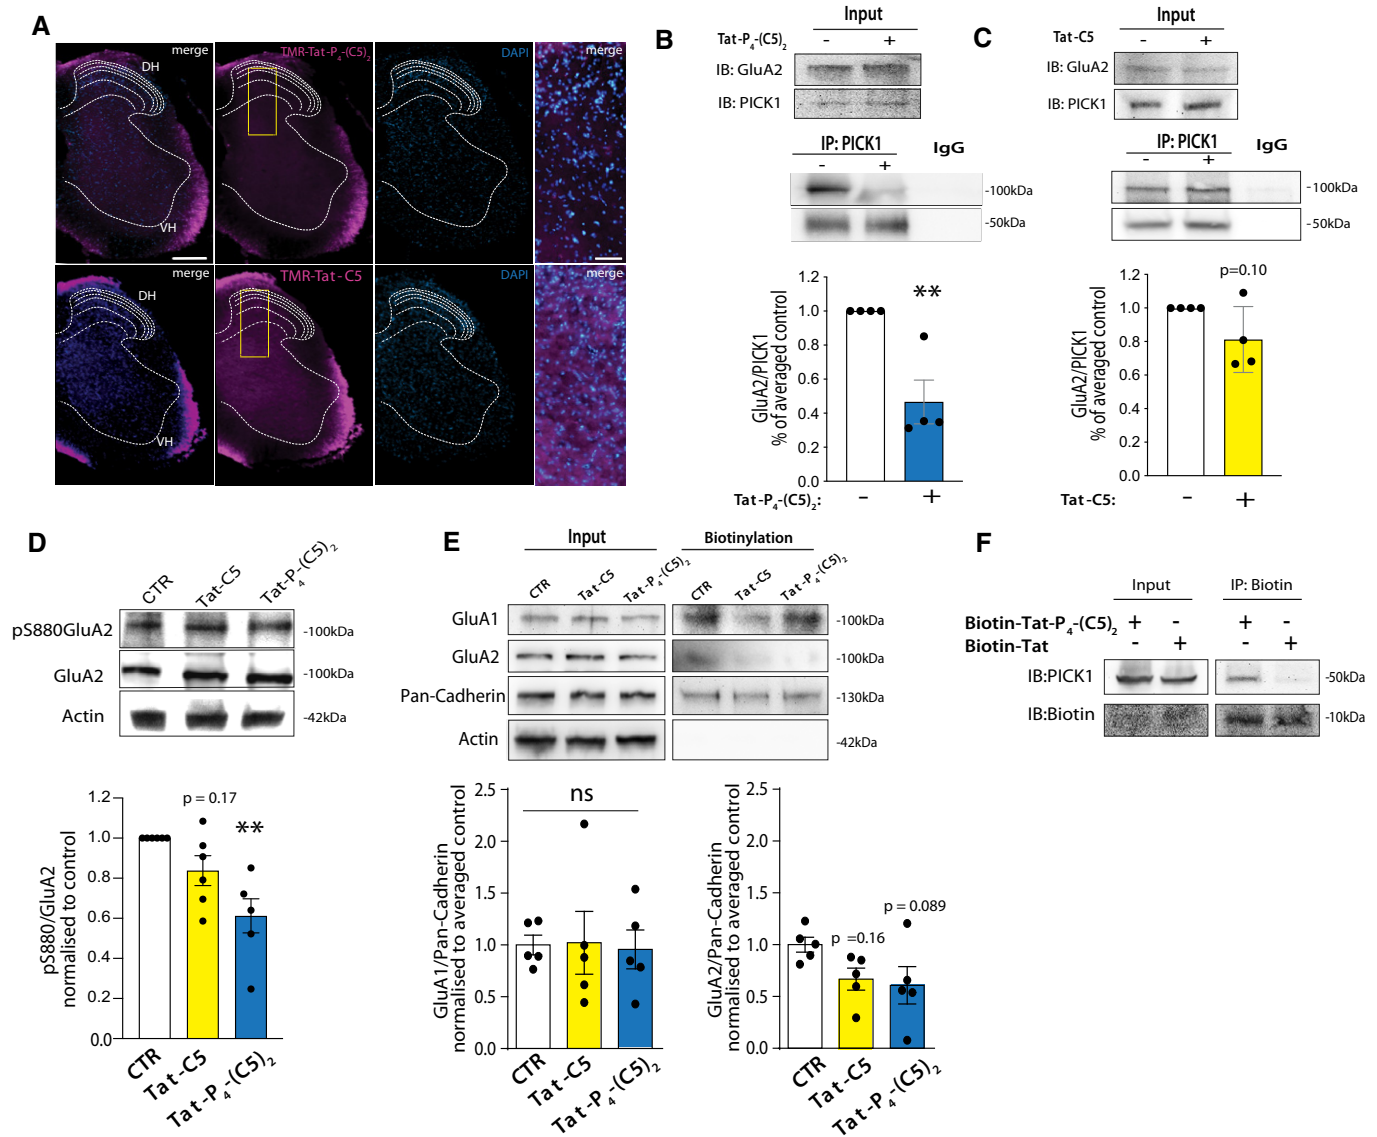 A
merge
DH
VH
TMR-Tat-P4-(C5)2
DAPI
merge
merge
DH
VH
TMR-Tat-C5
DAPI
merge
B
Input
Tat-P4-(C5)2 - +
IB: GluA2
IB: PICK1
IP: PICK1 IgG
- +
-100kDa
-50kDa
GluA2/PICK1
% of averaged control
1.2
1.0
0.8
0.6
0.4
0.2
0.0
**
Tat-P4-(C5)2: - +
C
Input
Tat-C5 - +
IB: GluA2
IB: PICK1
IP: PICK1 IgG
- +
-100kDa
-50kDa
GluA2/PICK1
% of averaged control
1.2
1.0
0.8
0.6
0.4
0.2
0.0
p=0.10
Tat-C5: - +
D
CTR Tat-C5 Tat-P4-(C5)2
pS880GluA2 -100kDa
GluA2 -100kDa
Actin -42kDa
pS880/GluA2
normalised to control
1.2
1.0
0.8
0.6
0.4
0.2
0.0
p = 0.17
**
CTR Tat-C5 Tat-P4-(C5)2
E
Input Biotinylation
CTR Tat-C5 Tat-P4-(C5)2 CTR Tat-C5 Tat-P4-(C5)2
GluA1 -100kDa
GluA2 -100kDa
Pan-Cadherin -130kDa
Actin -42kDa
GluA1/Pan-Cadherin
normalised to averaged control
2.5
2.0
1.5
1.0
0.5
0.0
ns
CTR Tat-C5 Tat-P4-(C5)2
GluA2/Pan-Cadherin
normalised to averaged control
2.5
2.0
1.5
1.0
0.5
0.0
p =0.16
p = 0.089
CTR Tat-C5 Tat-P4-(C5)2
F
Input IP: Biotin
Biotin-Tat-P4-(C5)2 + - + -
Biotin-Tat - + - +
IB:PICK1 -50kDa
IB:Biotin -10kDa